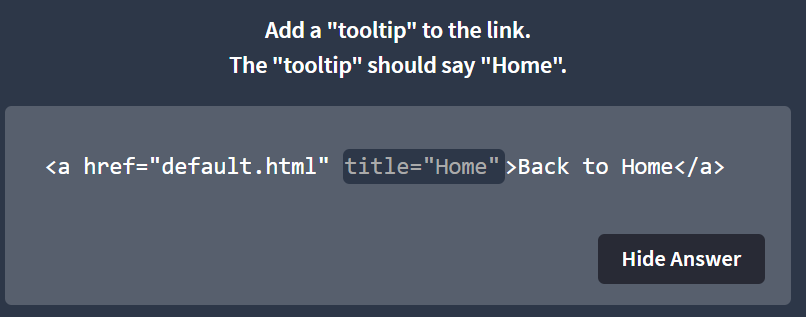 Add a "tooltip" to the link.
The "tooltip" should say "Home".
<a href="default.html" title="Home">Back to Home</a>
Hide Answer